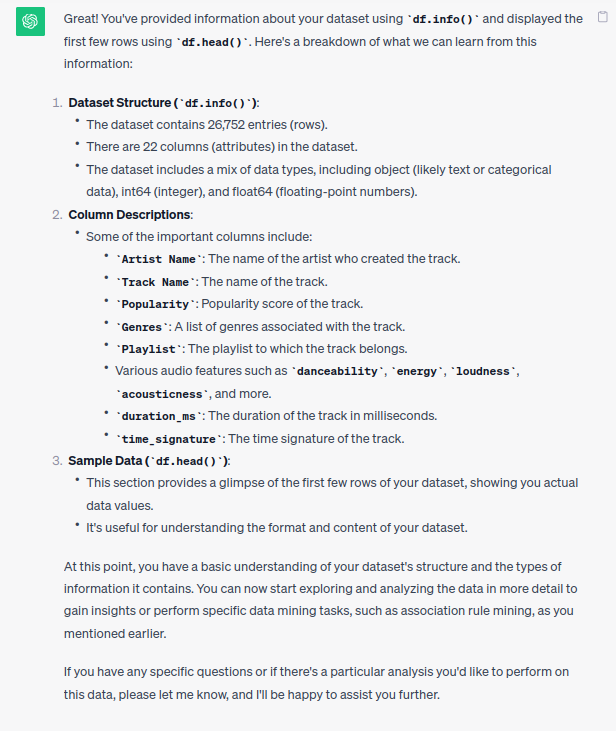 Great! You've provided information about your dataset using `df.info()` and displayed the
first few rows using `df.head()`. Here's a breakdown of what we can learn from this
information:
1. Dataset Structure (`df.info()`):
• The dataset contains 26,752 entries (rows).
• There are 22 columns (attributes) in the dataset.
• The dataset includes a mix of data types, including object (likely text or categorical
data), int64 (integer), and float64 (floating-point numbers).
2. Column Descriptions:
• Some of the important columns include:
• `Artist Name`: The name of the artist who created the track.
• `Track Name`: The name of the track.
• `Popularity`: Popularity score of the track.
• `Genres`: A list of genres associated with the track.
• `Playlist`: The playlist to which the track belongs.
• Various audio features such as `danceability`, `energy`, `loudness`,
`acousticness`, and more.
• `duration_ms`: The duration of the track in milliseconds.
• `time_signature`: The time signature of the track.
3. Sample Data (`df.head()`):
• This section provides a glimpse of the first few rows of your dataset, showing you actual
data values.
• It's useful for understanding the format and content of your dataset.
At this point, you have a basic understanding of your dataset's structure and the types of
information it contains. You can now start exploring and analyzing the data in more detail to
gain insights or perform specific data mining tasks, such as association rule mining, as you
mentioned earlier.
If you have any specific questions or if there's a particular analysis you'd like to perform on
this data, please let me know, and I'll be happy to assist you further.